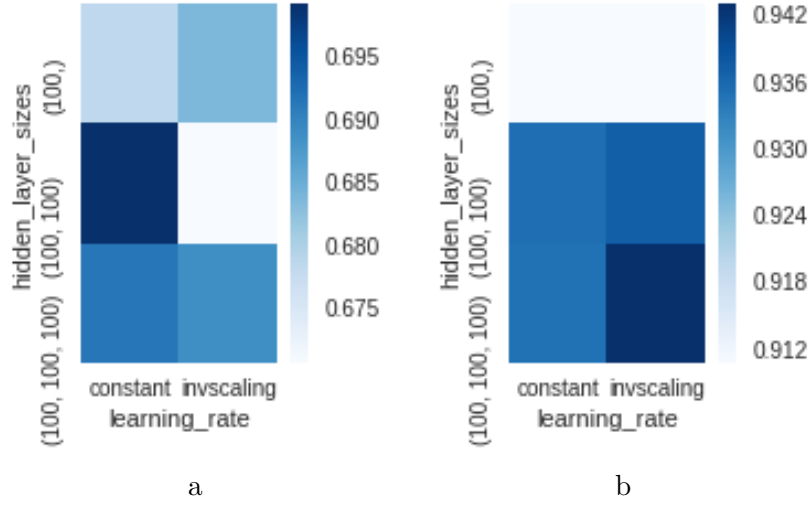 hidden_layer_sizes
(100,)
(100, 100)
(100, 100, 100)
constant invscaling
learning_rate
0.695
0.690
0.685
0.680
0.675
a
hidden_layer_sizes
(100,)
(100, 100)
(100, 100, 100)
constant invscaling
learning_rate
0.942
0.936
0.930
0.924
0.918
0.912
b